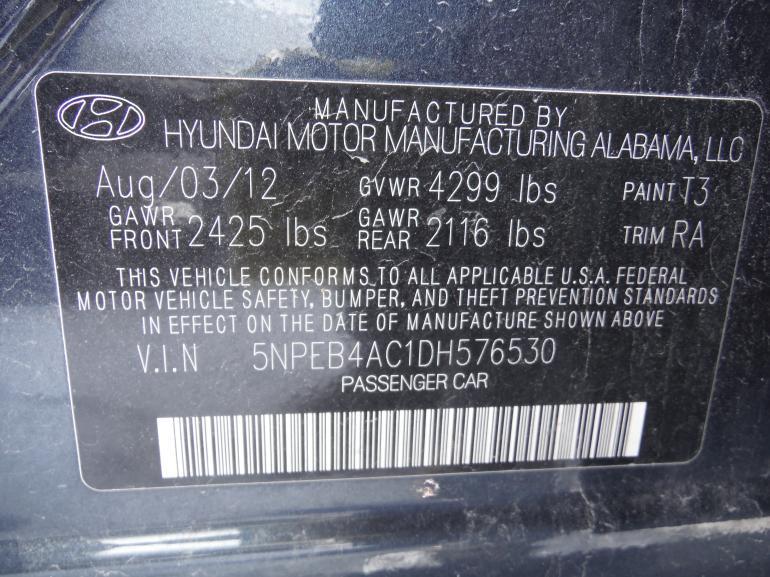 MANUFACTURED BY
HYUNDAI MOTOR MANUFACTURING ALABAMA, LLC
Aug/03/12 GVWR 4299 lbs PAINT T3
GAWR FRONT 2425 lbs GAWR REAR 2116 lbs TRIM RA
THIS VEHICLE CONFORMS TO ALL APPLICABLE U.S.A. FEDERAL
MOTOR VEHICLE SAFETY, BUMPER, AND THEFT PREVENTION STANDARDS
IN EFFECT ON THE DATE OF MANUFACTURE SHOWN ABOVE
V.I.N 5NPEB4AC1DH576530
PASSENGER CAR